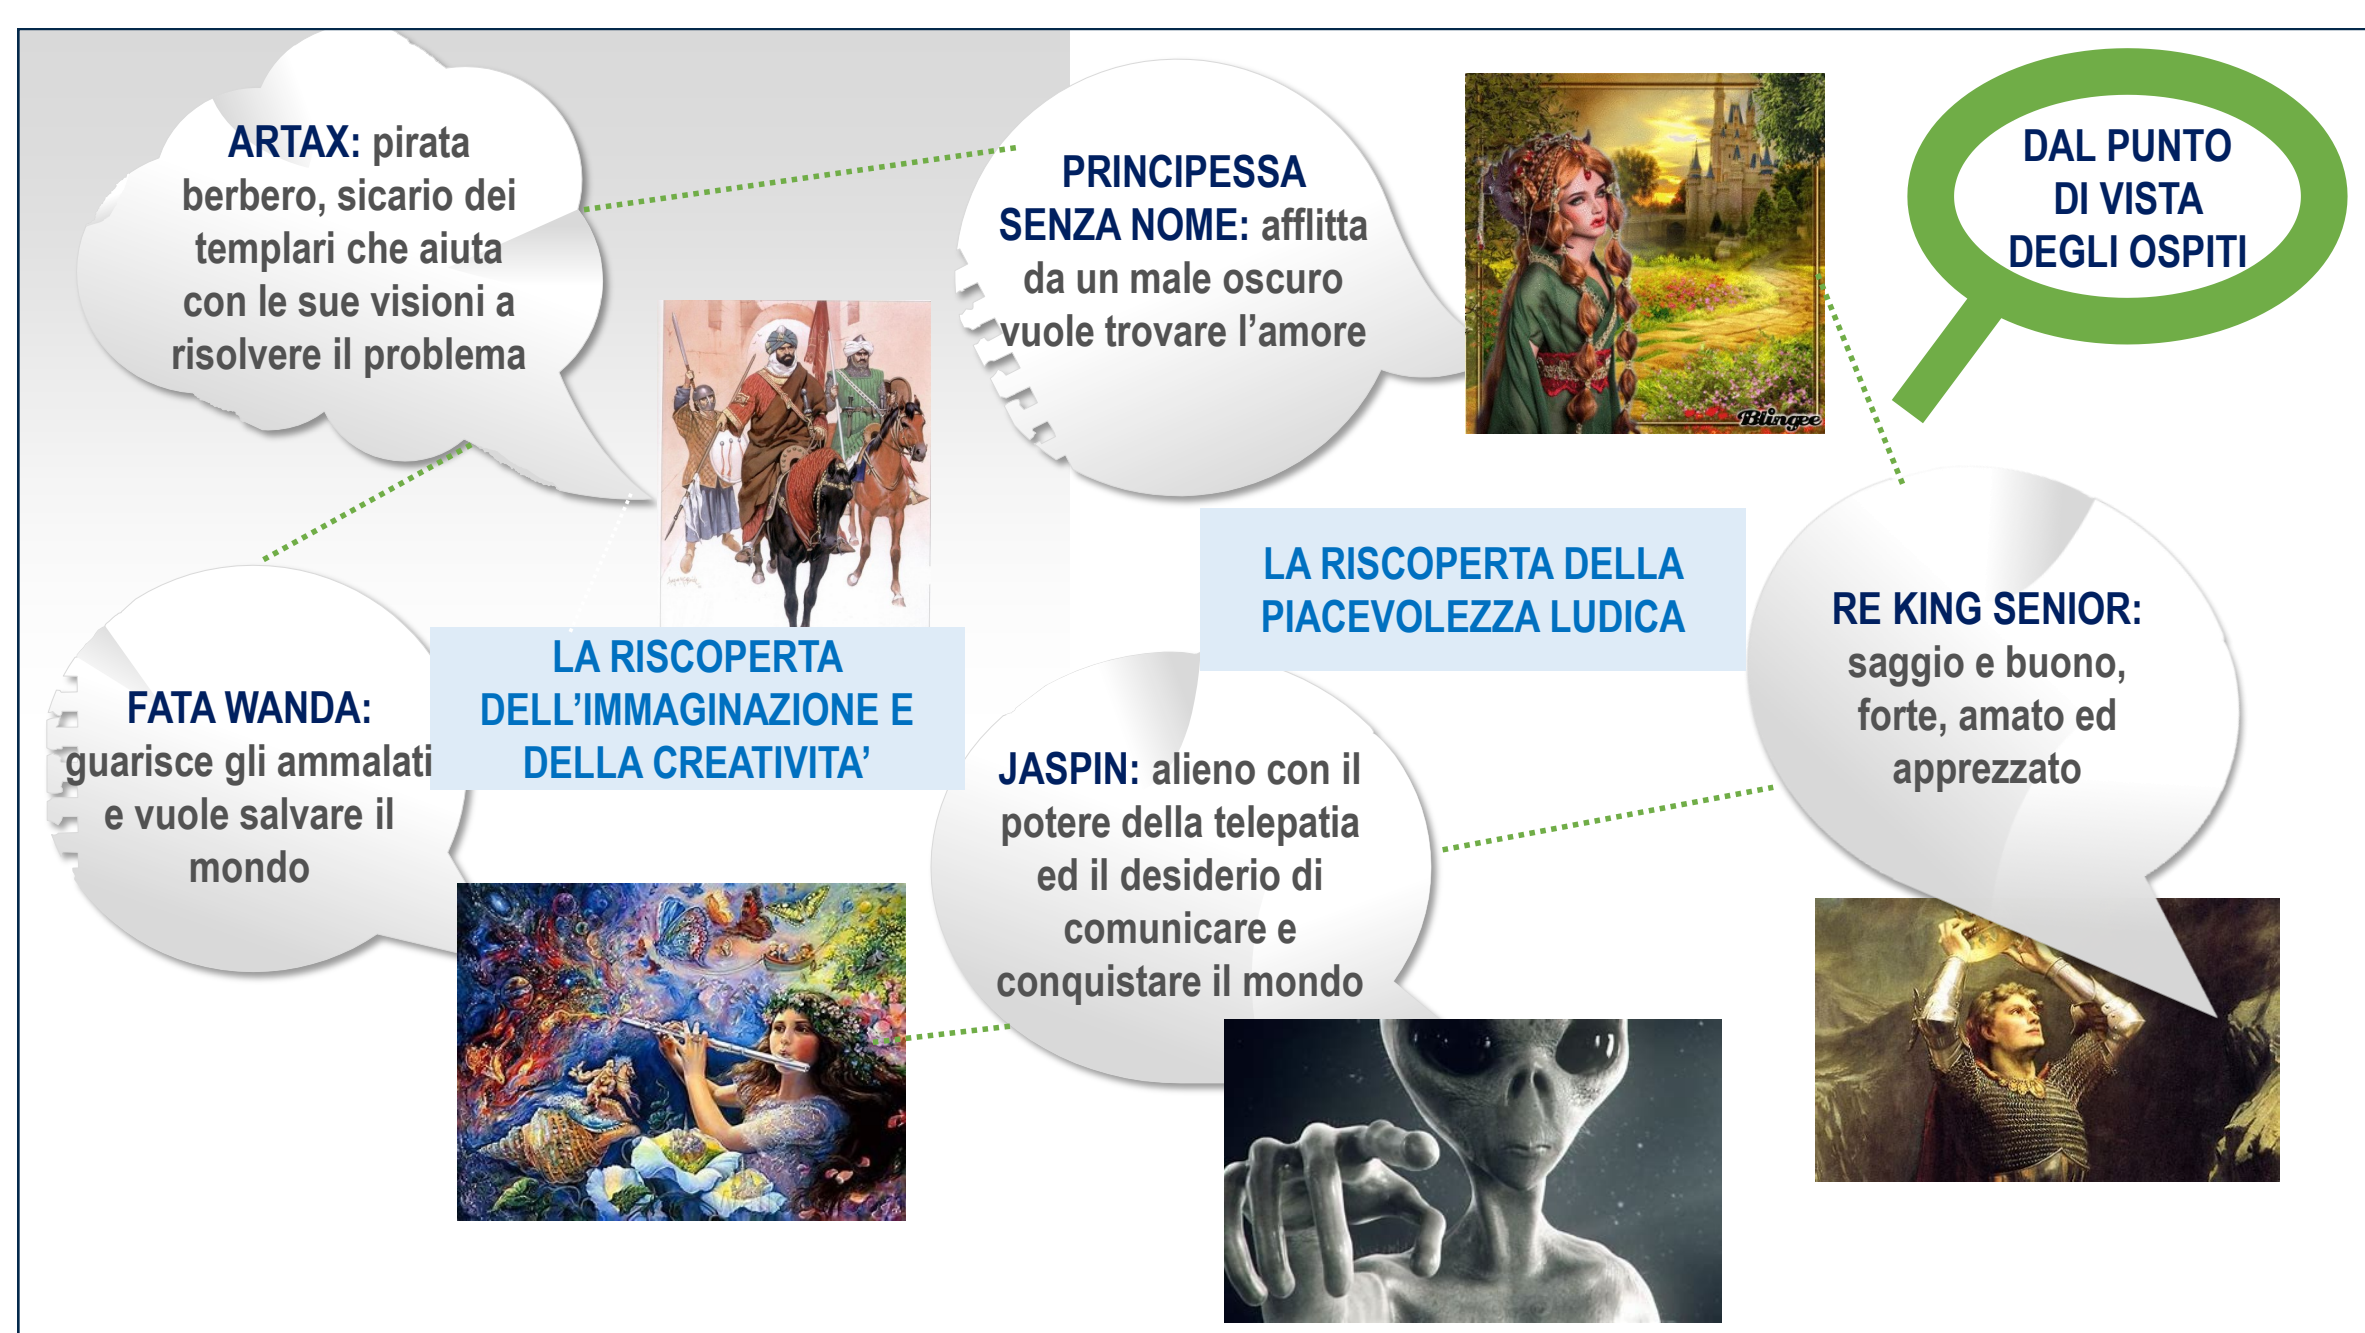 ARTAX: pirata
berbero, sicario dei
templari che aiuta
con le sue visioni a
risolvere il problema
PRINCIPESSA
SENZA NOME: afflitta
da un male oscuro
vuole trovare l’amore
Blingee
DAL PUNTO
DI VISTA
DEGLI OSPITI
LA RISCOPERTA DELLA
PIACEVOLEZZA LUDICA
RE KING SENIOR:
saggio e buono,
forte, amato ed
apprezzato
LA RISCOPERTA
DELL’IMMAGINAZIONE E
DELLA CREATIVITA’
FATA WANDA:
guarisce gli ammalati
e vuole salvare il
mondo
JASPIN: alieno con il
potere della telepatia
ed il desiderio di
comunicare e
conquistare il mondo